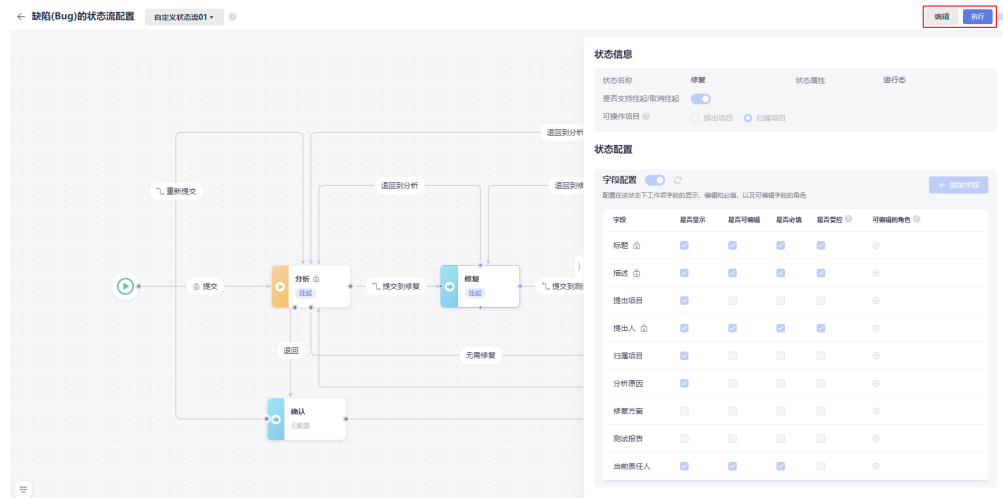 缺陷(Bug)的状态流配置 自定义状态流01
编辑 执行
状态信息
状态名称 修复 状态属性 进行态
是否支持挂起/取消挂起
可操作项目 提出项目 归属项目
状态配置
字段配置
配置在该状态下工作项字段的显示、编辑和必填、以及可编辑字段的角色
+ 添加字段
字段 是否显示 是否可编辑 是否必填 是否受控 可编辑的角色
标题
描述
提出项目
提出人
归属项目
分析原因
修复方案
测试报告
当前责任人
退回到分析
重新提交
退回到分析
退回到修
提交
分析
挂起
提交到修复
修复
挂起
提交到测
退回
无需修复
确认
无配置